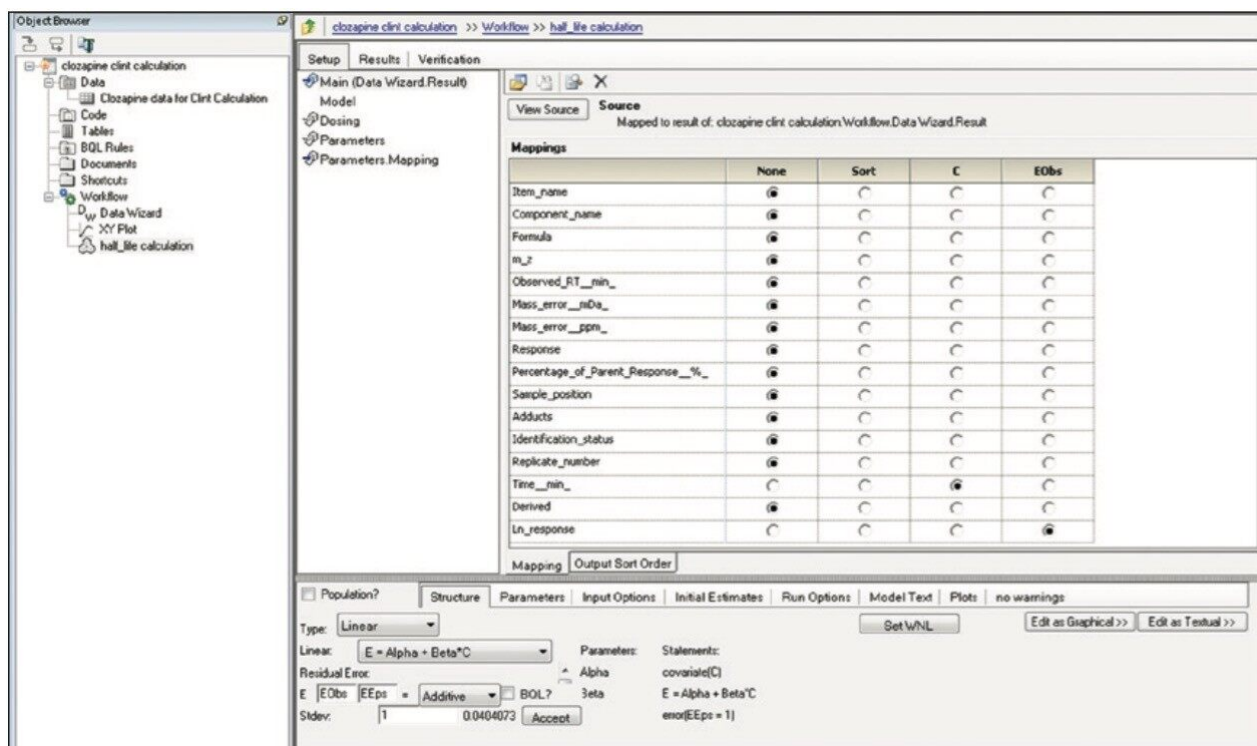 Object Browser
clozapine clint calculation
Data
Clozapine data for Clint Calculation
Code
Tables
BQL Rules
Documents
Shortcuts
Workflow
Data Wizard
XY Plot
half_life calculation
clozapine clint calculation >> Workflow >> half_life calculation
Setup Results Verification
Main (Data Wizard.Result)
Model
Dosing
Parameters
Parameters.Mapping
View Source Source
Mapped to result of: clozapine clint calculation.Workflow.Data Wizard.Result
Mappings
None Sort C EObs
Item_name
Component_name
Formula
m_z
Observed_RT__min_
Mass_error__mDa_
Mass_error__ppm_
Response
Percentage_of_Parent_Response__%_
Sample_position
Adducts
Identification_status
Replicate_number
Time__min_
Derived
Ln_response
Mapping Output Sort Order
Population? Structure Parameters Input Options Initial Estimates Run Options Model Text Plots no warnings
Type: Linear Set WNL Edit as Graphical >> Edit as Textual >>
Linear: E = Alpha + Beta*C Parameters: Statements:
Residual Error: Alpha covariate(C)
E EObs EEps = Additive BQL? Beta E = Alpha + Beta*C
Stdev: 1 0.0404073 Accept error(EEps = 1)